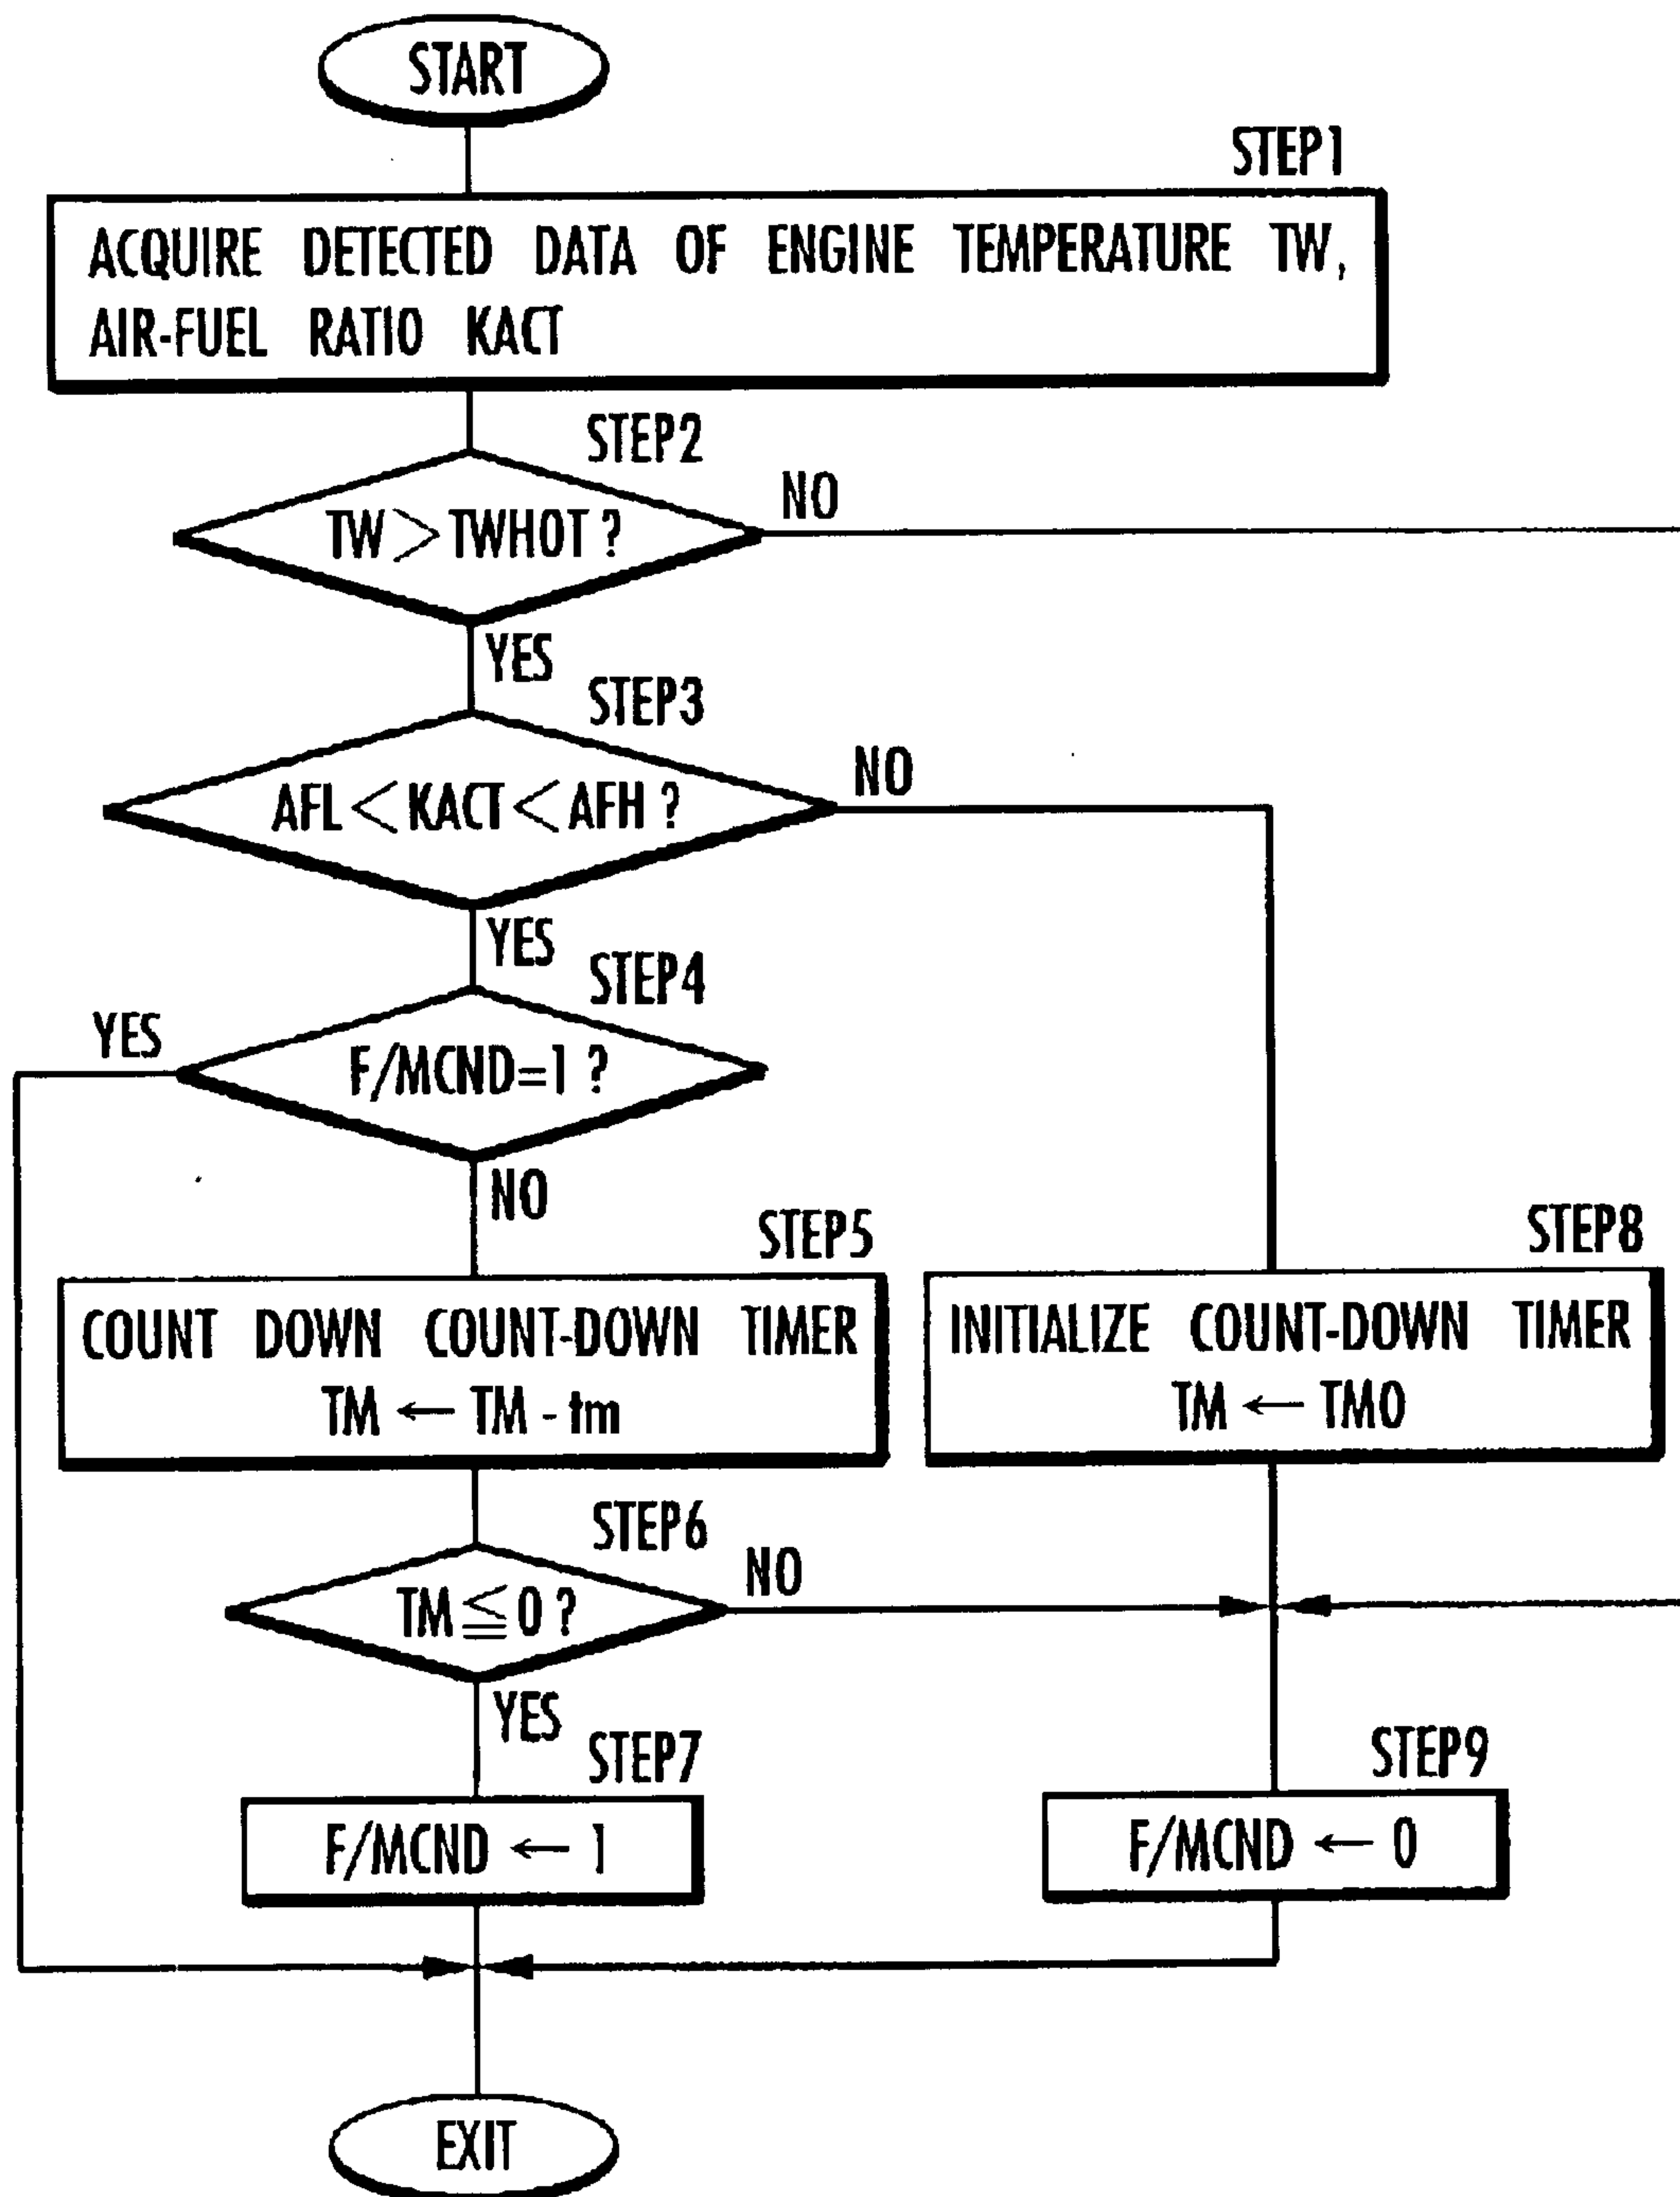 START
STEP1
ACQUIRE DETECTED DATA OF ENGINE TEMPERATURE TW,
AIR-FUEL RATIO KACT
STEP2
TW>TWHOT ?
NO
YES
STEP3
AFL<KACT<AFH ?
NO
YES
STEP4
YES
F/MCND=1 ?
NO
STEP5
COUNT DOWN COUNT-DOWN TIMER
TM ← TM - tm
STEP8
INITIALIZE COUNT-DOWN TIMER
TM ← TM0
STEP6
TM≦0 ?
NO
YES
STEP7
F/MCND ← 1
STEP9
F/MCND ← 0
EXIT